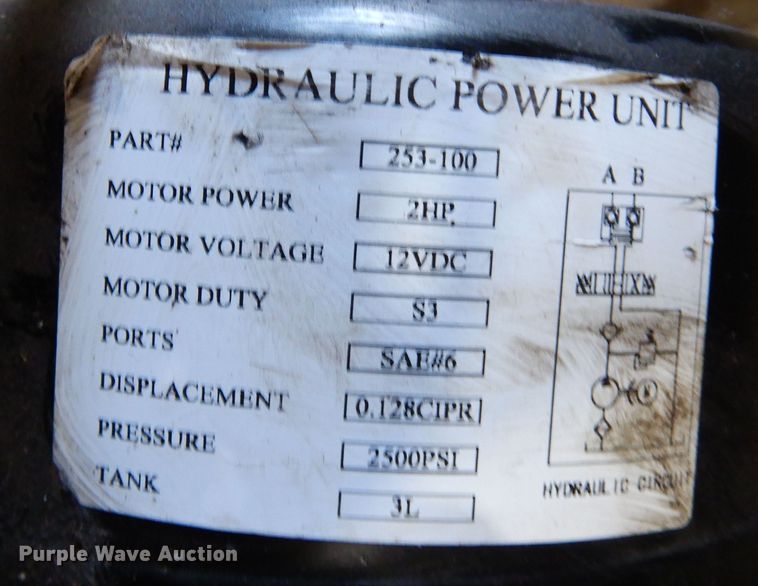 HYDRAULIC POWER UNIT
PART# 253-100
MOTOR POWER 2HP
MOTOR VOLTAGE 12VDC
MOTOR DUTY S3
PORTS SAE#6
DISPLACEMENT 0.128CIPR
PRESSURE 2500PSI
TANK 3L
A B
HYDRAULIC CIRCUIT
Purple Wave Auction